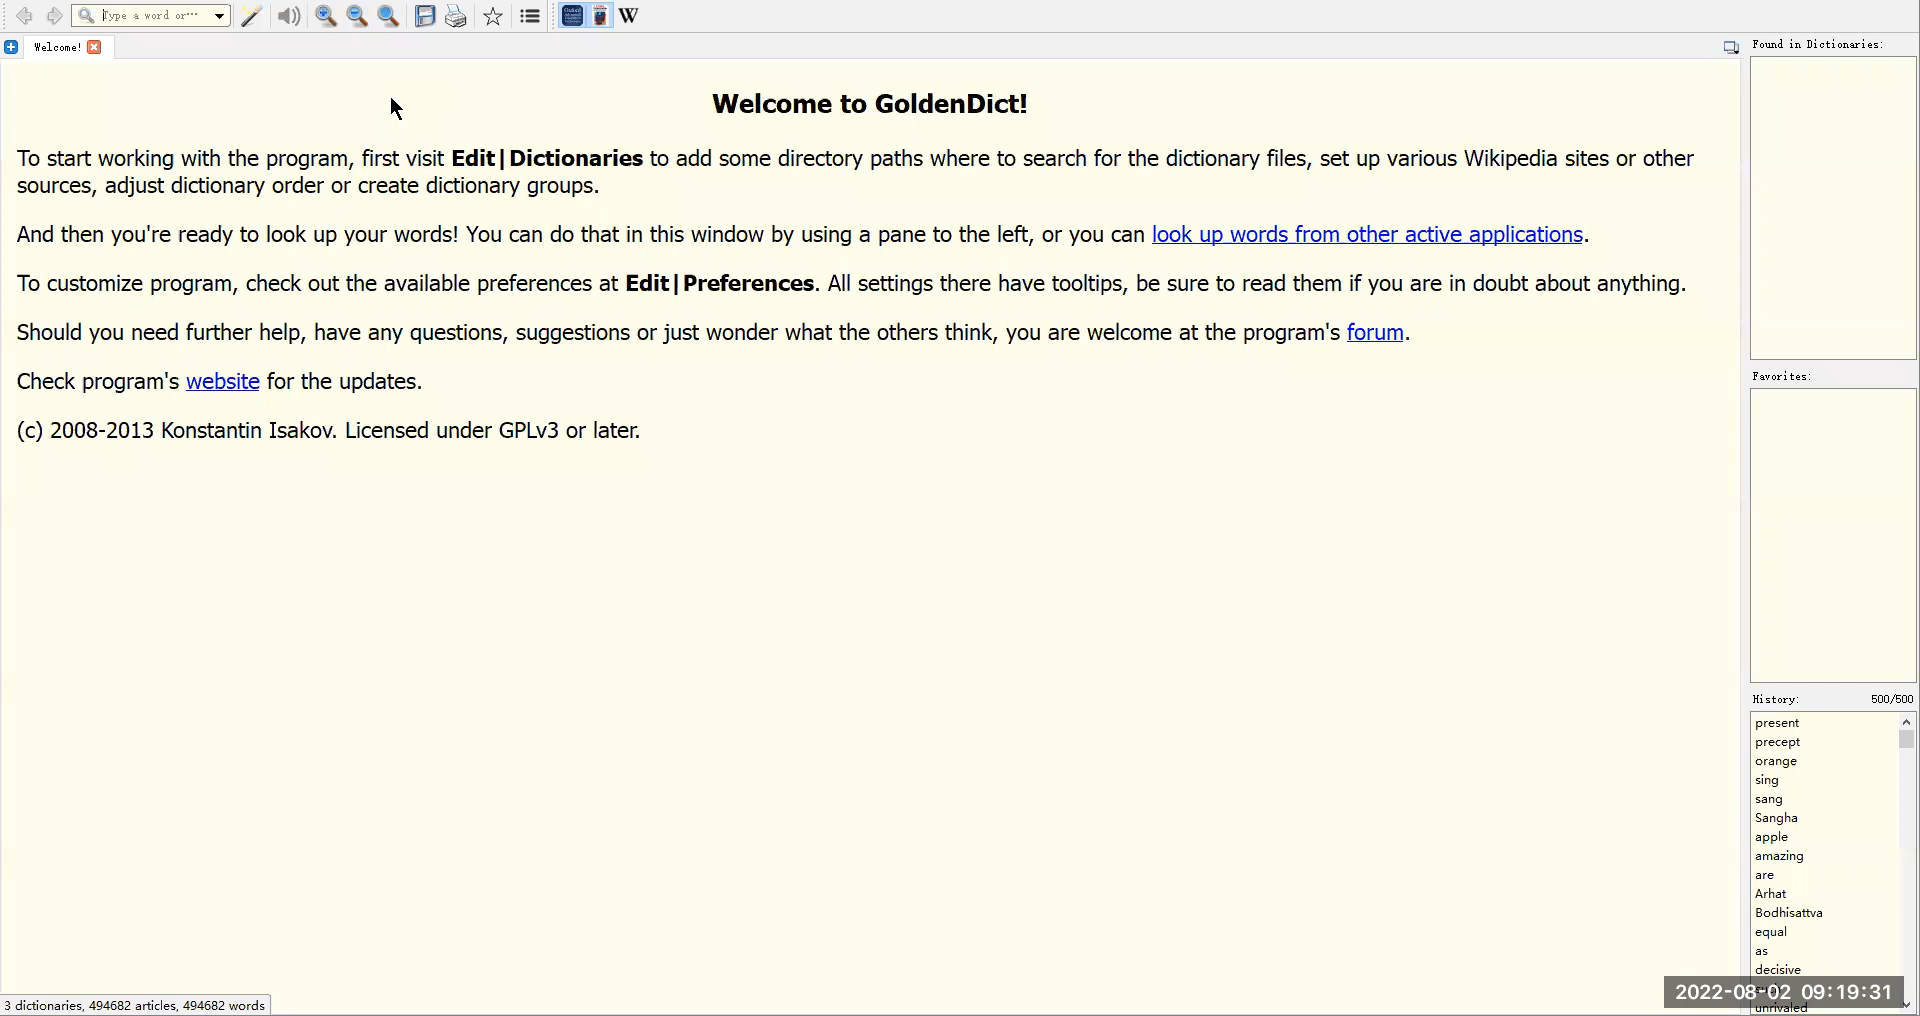 Type a word or...
W
Welcome!
Found in Dictionaries:
Welcome to GoldenDict!
To start working with the program, first visit Edit|Dictionaries to add some directory paths where to search for the dictionary files, set up various Wikipedia sites or other
sources, adjust dictionary order or create dictionary groups.
And then you're ready to look up your words! You can do that in this window by using a pane to the left, or you can look up words from other active applications.
To customize program, check out the available preferences at Edit|Preferences. All settings there have tooltips, be sure to read them if you are in doubt about anything.
Should you need further help, have any questions, suggestions or just wonder what the others think, you are welcome at the program's forum.
Check program's website for the updates.
(c) 2008-2013 Konstantin Isakov. Licensed under GPLv3 or later.
Favorites:
History: 500/500
present
precept
orange
sing
sang
Sangha
apple
amazing
are
Arhat
Bodhisattva
equal
as
decisive
unrivaled
2022-08-02 09:19:31
3 dictionaries, 494682 articles, 494682 words